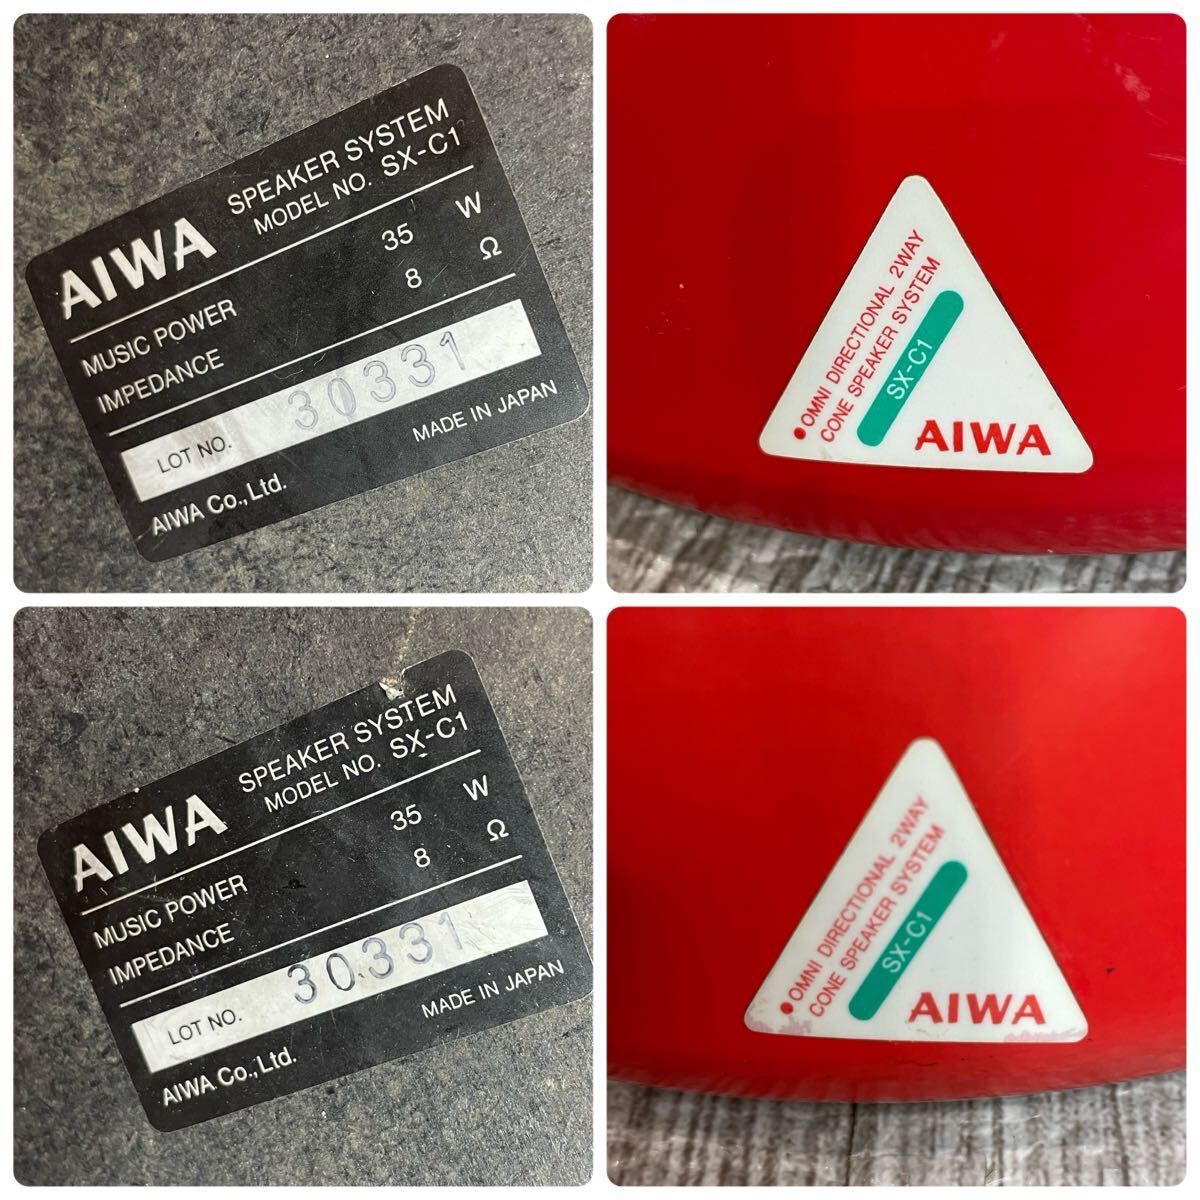 AIWA
SPEAKER SYSTEM
MODEL NO. SX-C1
MUSIC POWER 35 W
IMPEDANCE 8 Ω
LOT NO. 30331
AIWA Co.,Ltd. MADE IN JAPAN
●OMNI DIRECTIONAL 2WAY
CONE SPEAKER SYSTEM
SX-C1
AIWA
AIWA
SPEAKER SYSTEM
MODEL NO. SX-C1
MUSIC POWER 35 W
IMPEDANCE 8 Ω
LOT NO. 30331
AIWA Co.,Ltd. MADE IN JAPAN
●OMNI DIRECTIONAL 2WAY
CONE SPEAKER SYSTEM
SX-C1
AIWA